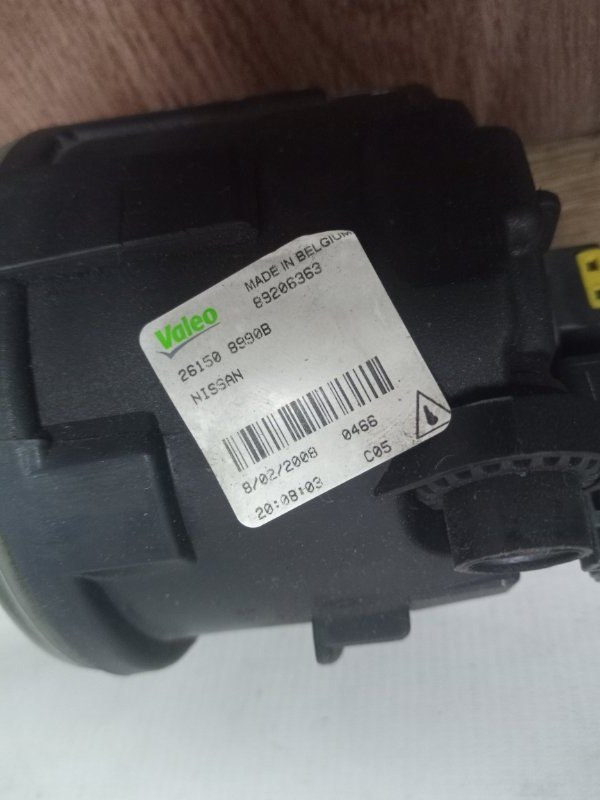 Valeo
MADE IN BELGIUM
89206363
26150 8990B
NISSAN
8/02/2008 0466
20:08:03 C05